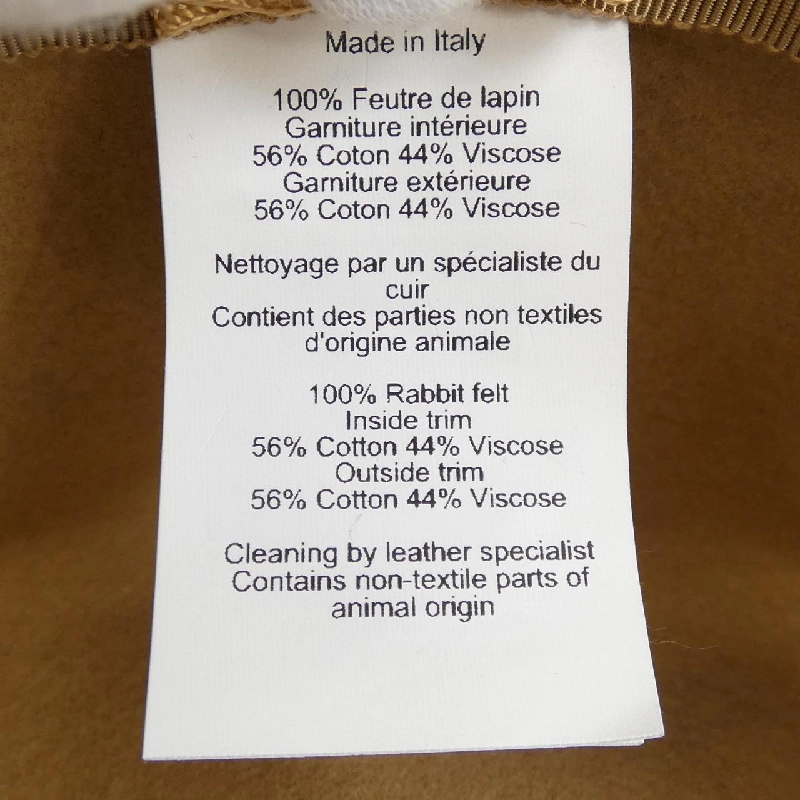 Made in Italy
100% Feutre de lapin
Garniture intérieure
56% Coton 44% Viscose
Garniture extérieure
56% Coton 44% Viscose
Nettoyage par un spécialiste du
cuir
Contient des parties non textiles
d'origine animale
100% Rabbit felt
Inside trim
56% Cotton 44% Viscose
Outside trim
56% Cotton 44% Viscose
Cleaning by leather specialist
Contains non-textile parts of
animal origin